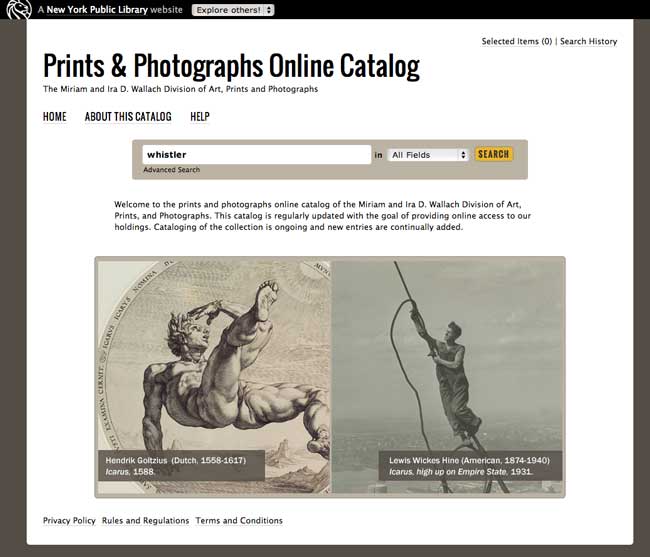 A New York Public Library website
Explore others!
Selected Items (0) | Search History
Prints & Photographs Online Catalog
The Miriam and Ira D. Wallach Division of Art, Prints and Photographs
HOME ABOUT THIS CATALOG HELP
whistler in All Fields SEARCH
Advanced Search
Welcome to the prints and photographs online catalog of the Miriam and Ira D. Wallach Division of Art,
Prints, and Photographs. This catalog is regularly updated with the goal of providing online access to our
holdings. Cataloging of the collection is ongoing and new entries are continually added.
Hendrik Goltzius (Dutch, 1558-1617)
Icarus, 1588.
Lewis Wickes Hine (American, 1874-1940)
Icarus, high up on Empire State, 1931.
Privacy Policy Rules and Regulations Terms and Conditions